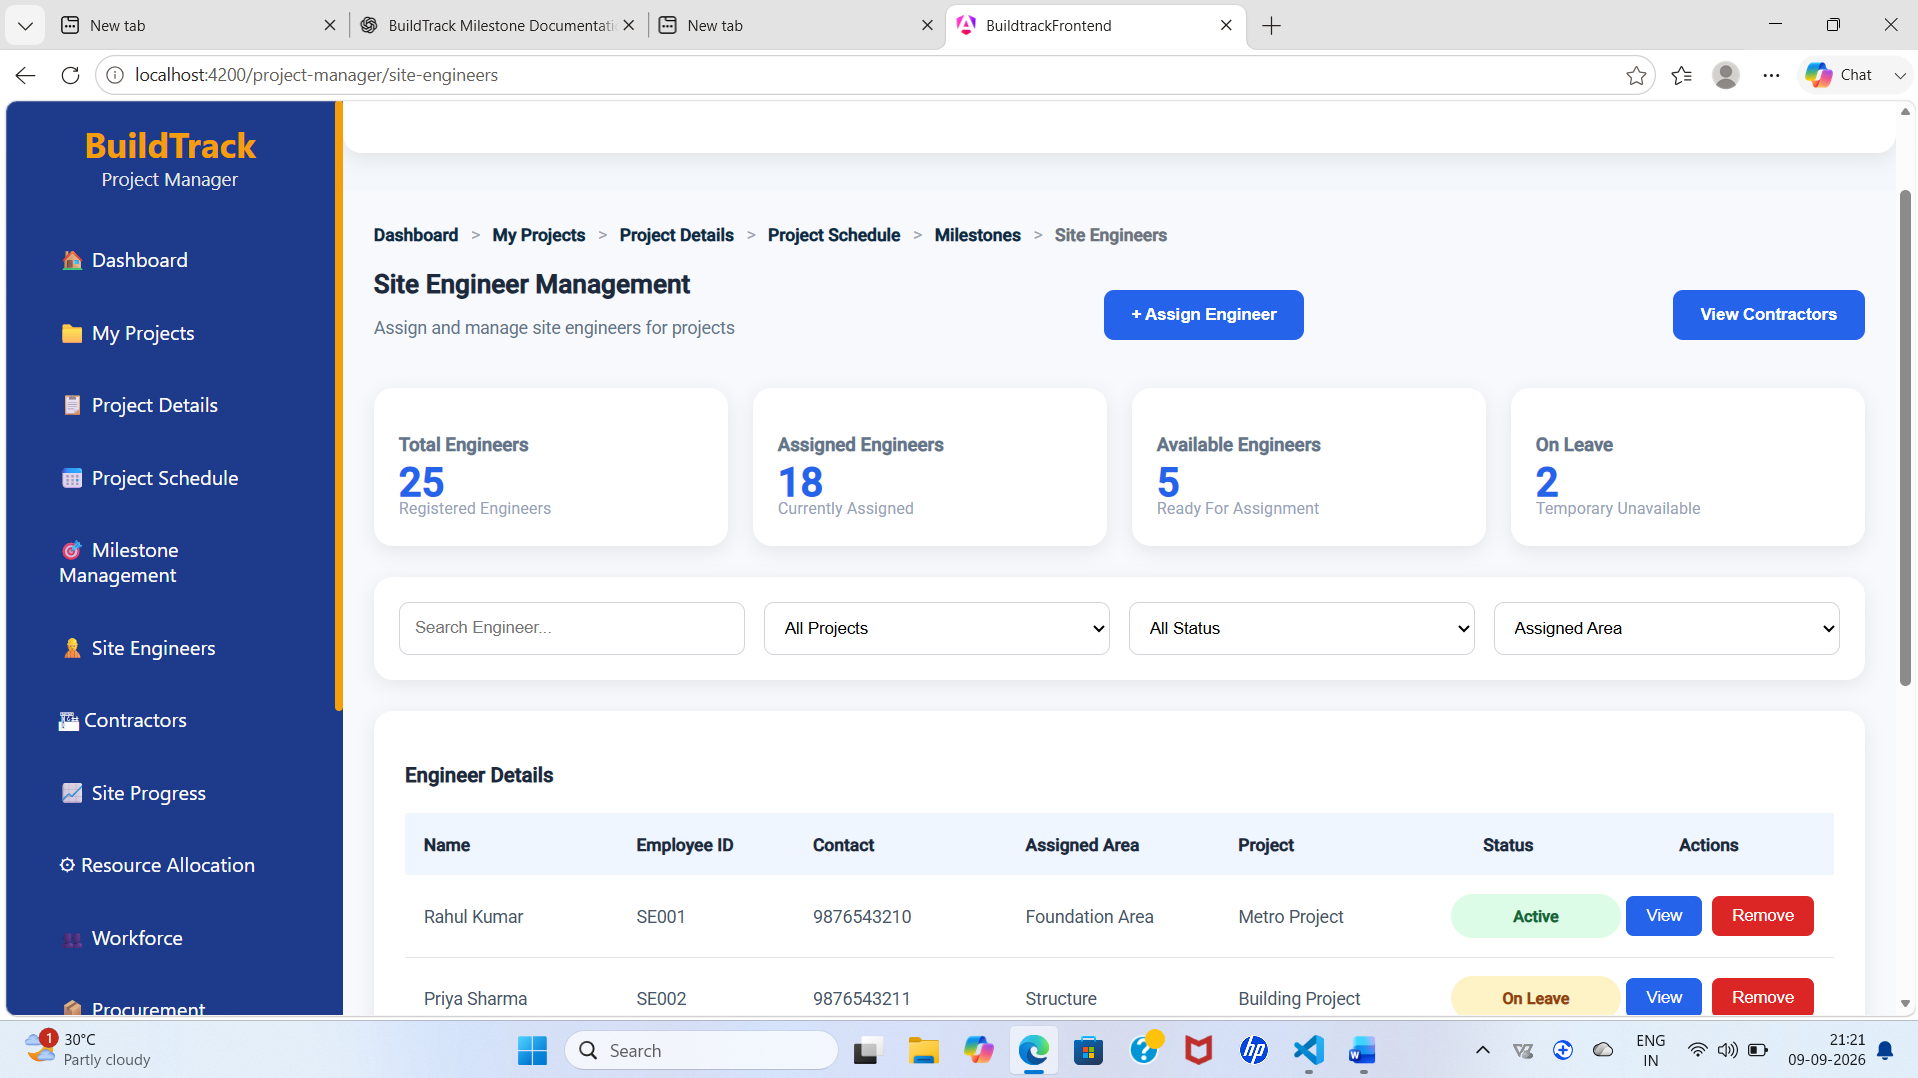 New tab
BuildTrack Milestone Documentati
New tab
BuildtrackFrontend
localhost:4200/project-manager/site-engineers
Chat
BuildTrack
Project Manager
Dashboard
My Projects
Project Details
Project Schedule
Milestone
Management
Site Engineers
Contractors
Site Progress
Resource Allocation
Workforce
Procurement
Dashboard > My Projects > Project Details > Project Schedule > Milestones > Site Engineers
Site Engineer Management
Assign and manage site engineers for projects
+ Assign Engineer
View Contractors
Total Engineers
25
Registered Engineers
Assigned Engineers
18
Currently Assigned
Available Engineers
5
Ready For Assignment
On Leave
2
Temporary Unavailable
Search Engineer...
All Projects
All Status
Assigned Area
Engineer Details
Name Employee ID Contact Assigned Area Project Status Actions
Rahul Kumar SE001 9876543210 Foundation Area Metro Project Active View Remove
Priya Sharma SE002 9876543211 Structure Building Project On Leave View Remove
1
30°C
Partly cloudy
Search
ENG
IN
21:21
09-09-2026